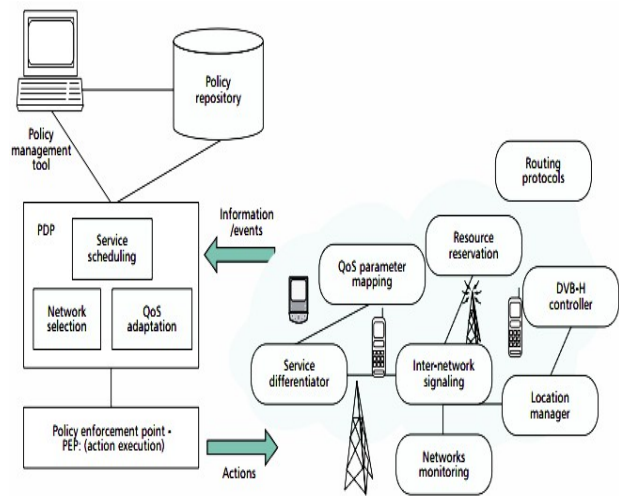 Policy
repository
Policy
management
tool
Routing
protocols
PDP
Service
scheduling
Information
/events
Resource
reservation
QoS parameter
mapping
DVB-H
controller
Network
selection
QoS
adaptation
Service
differentiator
Inter-network
signaling
Location
manager
Policy enforcement point -
PEP: (action execution)
Actions
Networks
monitoring